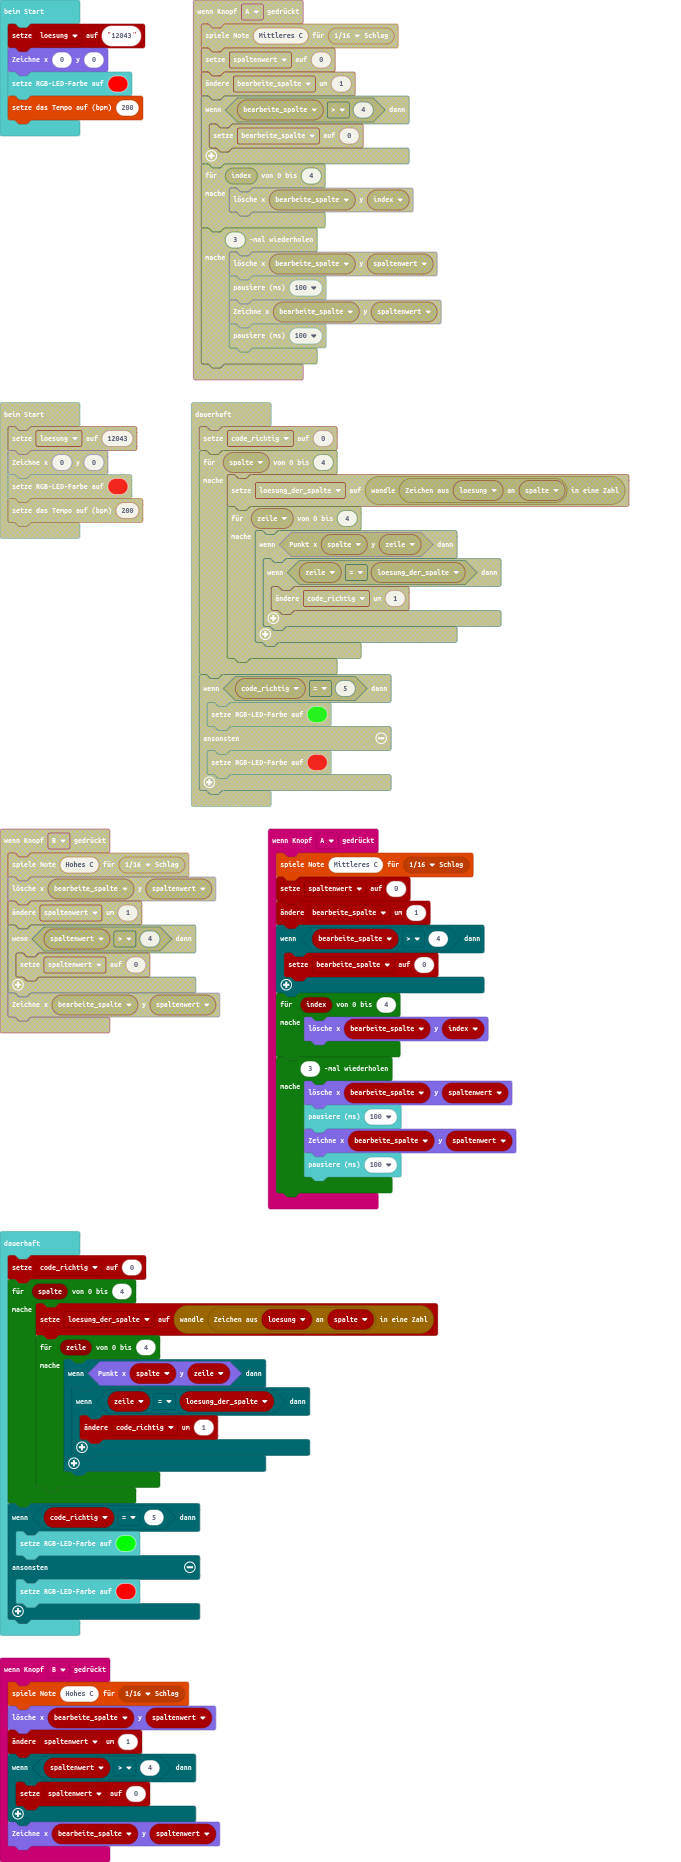 beim Start
setze loesung auf "12043"
Zeichne x 0 y 0
setze RGB-LED-Farbe auf
setze das Tempo auf (bpm) 200
wenn Knopf A gedrückt
spiele Note Mittleres C für 1/16 Schlag
setze spaltenwert auf 0
ändere bearbeite_spalte um 1
wenn bearbeite_spalte > 4 dann
setze bearbeite_spalte auf 0
für index von 0 bis 4
mache
lösche x bearbeite_spalte y index
3 -mal wiederholen
mache
lösche x bearbeite_spalte y spaltenwert
pausiere (ms) 100
Zeichne x bearbeite_spalte y spaltenwert
pausiere (ms) 100
beim Start
setze loesung auf 12043
Zeichne x 0 y 0
setze RGB-LED-Farbe auf
setze das Tempo auf (bpm) 200
dauerhaft
setze code_richtig auf 0
für spalte von 0 bis 4
mache
setze loesung_der_spalte auf wandle Zeichen aus loesung an spalte in eine Zahl
für zeile von 0 bis 4
mache
wenn Punkt x spalte y zeile dann
wenn zeile = loesung_der_spalte dann
ändere code_richtig um 1
wenn code_richtig = 5 dann
setze RGB-LED-Farbe auf
ansonsten
setze RGB-LED-Farbe auf
wenn Knopf B gedrückt
spiele Note Hohes C für 1/16 Schlag
lösche x bearbeite_spalte y spaltenwert
ändere spaltenwert um 1
wenn spaltenwert > 4 dann
setze spaltenwert auf 0
Zeichne x bearbeite_spalte y spaltenwert
wenn Knopf A gedrückt
spiele Note Mittleres C für 1/16 Schlag
setze spaltenwert auf 0
ändere bearbeite_spalte um 1
wenn bearbeite_spalte > 4 dann
setze bearbeite_spalte auf 0
für index von 0 bis 4
mache
lösche x bearbeite_spalte y index
3 -mal wiederholen
mache
lösche x bearbeite_spalte y spaltenwert
pausiere (ms) 100
Zeichne x bearbeite_spalte y spaltenwert
pausiere (ms) 100
dauerhaft
setze code_richtig auf 0
für spalte von 0 bis 4
mache
setze loesung_der_spalte auf wandle Zeichen aus loesung an spalte in eine Zahl
für zeile von 0 bis 4
mache
wenn Punkt x spalte y zeile dann
wenn zeile = loesung_der_spalte dann
ändere code_richtig um 1
wenn code_richtig = 5 dann
setze RGB-LED-Farbe auf
ansonsten
setze RGB-LED-Farbe auf
wenn Knopf B gedrückt
spiele Note Hohes C für 1/16 Schlag
lösche x bearbeite_spalte y spaltenwert
ändere spaltenwert um 1
wenn spaltenwert > 4 dann
setze spaltenwert auf 0
Zeichne x bearbeite_spalte y spaltenwert